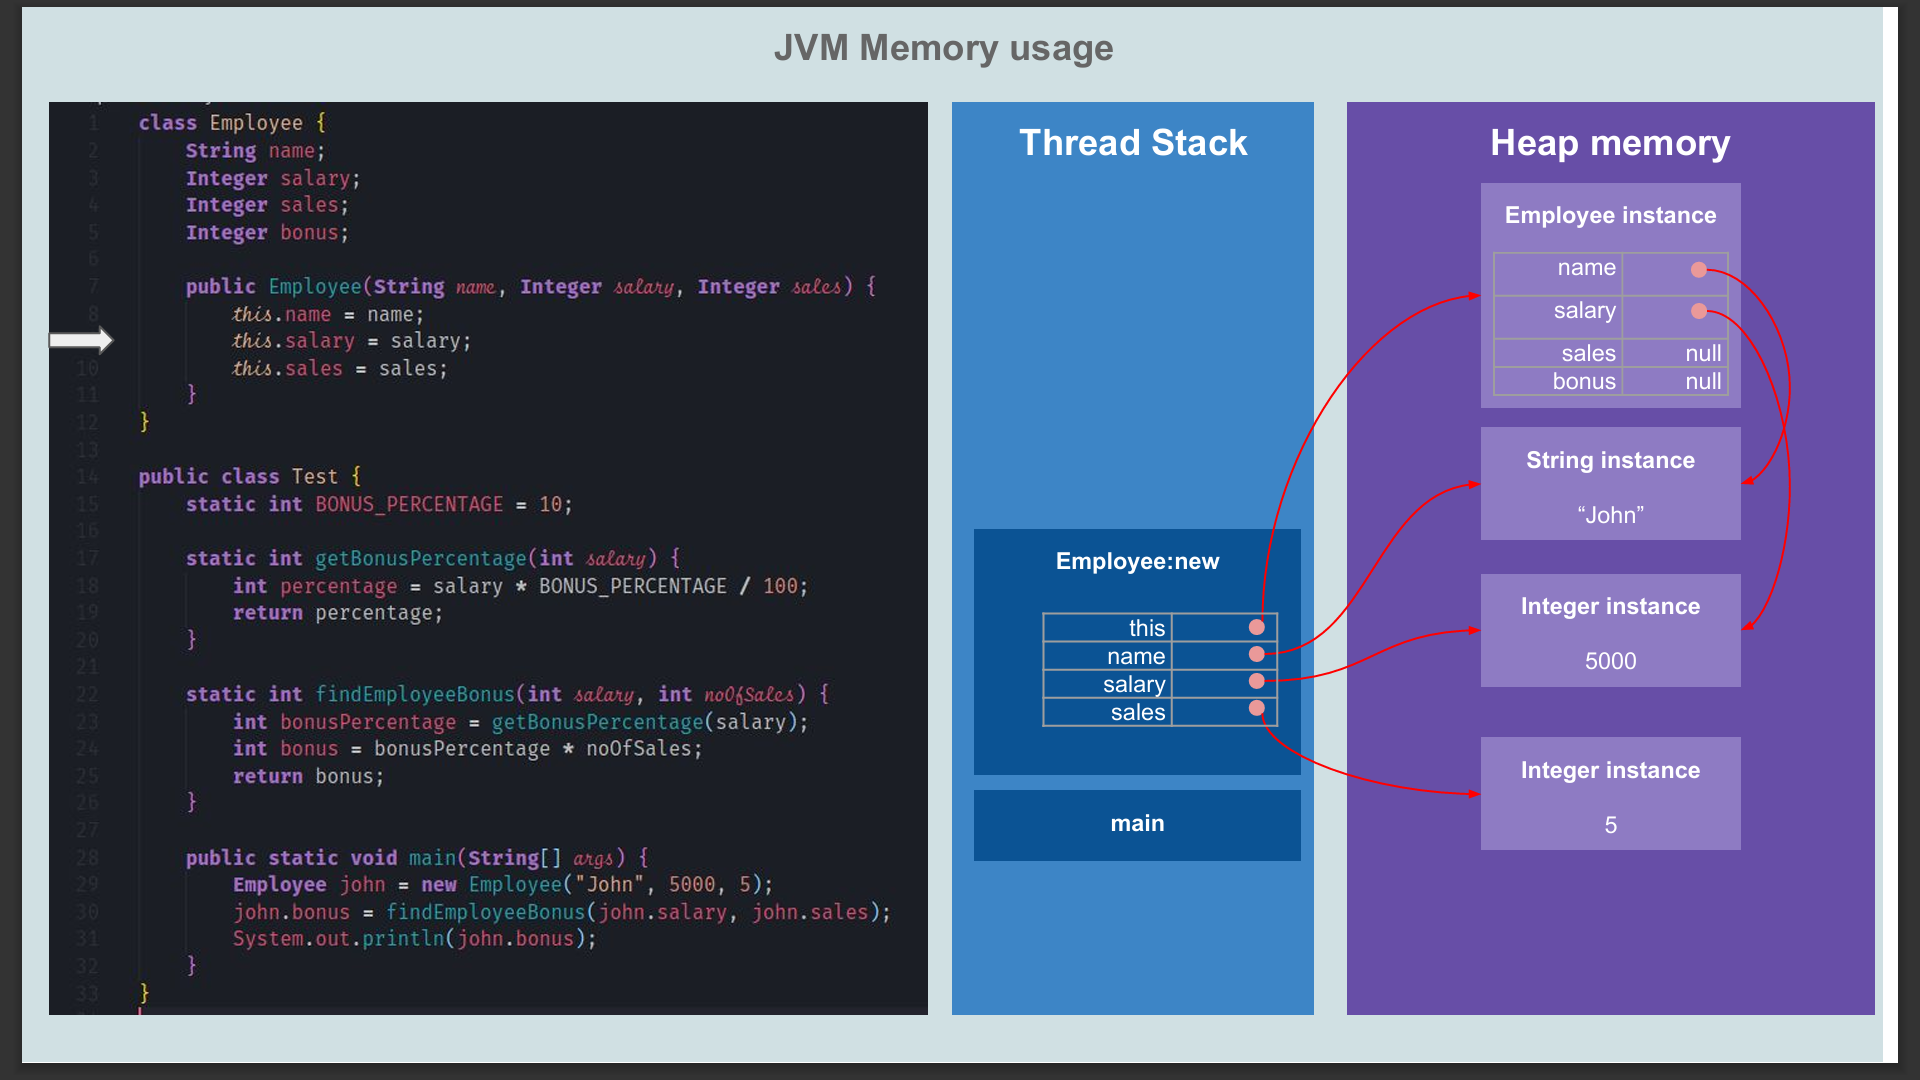 JVM Memory usage
1 class Employee {
2 String name;
3 Integer salary;
4 Integer sales;
5 Integer bonus;
6
7 public Employee(String name, Integer salary, Integer sales) {
8 this.name = name;
this.salary = salary;
10 this.sales = sales;
11 }
12 }
13
14 public class Test {
15 static int BONUS_PERCENTAGE = 10;
16
17 static int getBonusPercentage(int salary) {
18 int percentage = salary * BONUS_PERCENTAGE / 100;
19 return percentage;
20 }
21
22 static int findEmployeeBonus(int salary, int noOfSales) {
23 int bonusPercentage = getBonusPercentage(salary);
24 int bonus = bonusPercentage * noOfSales;
25 return bonus;
26 }
27
28 public static void main(String[] args) {
29 Employee john = new Employee("John", 5000, 5);
30 john.bonus = findEmployeeBonus(john.salary, john.sales);
31 System.out.println(john.bonus);
32 }
33 }
Thread Stack
Employee:new
this
name
salary
sales
main
Heap memory
Employee instance
name
salary
sales null
bonus null
String instance
“John”
Integer instance
5000
Integer instance
5